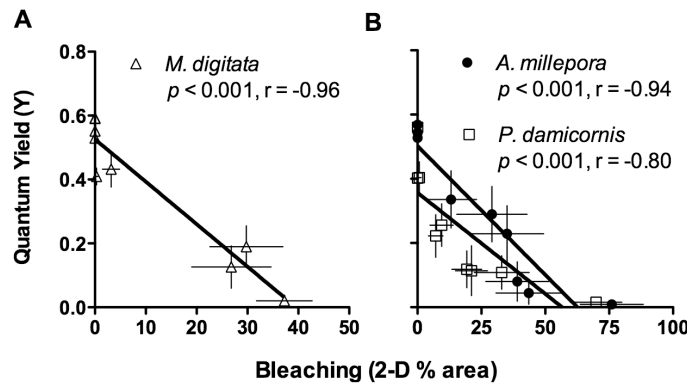 A
B
M. digitata
p < 0.001, r = -0.96
A. millepora
p < 0.001, r = -0.94
P. damicornis
p < 0.001, r = -0.80
Quantum Yield (Y)
0.8
0.6
0.4
0.2
0.0
0 10 20 30 40 50
0 25 50 75 100
Bleaching (2-D % area)